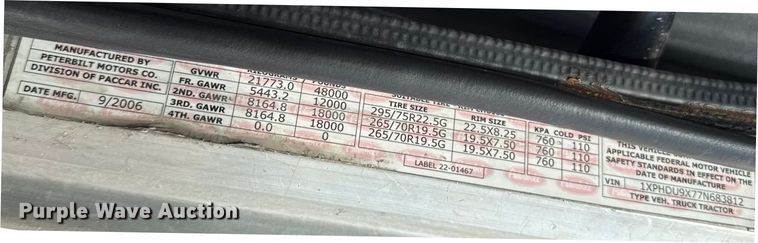 MANUFACTURED BY
PETERBILT MOTORS CO.
DIVISION OF PACCAR INC.
DATE MFG. 9/2006
KILOGRAMS POUNDS
GVWR 21773.0 48000
FR. GAWR 5443.2 12000
2ND. GAWR 8164.8 18000
3RD. GAWR 8164.8 18000
4TH. GAWR 0.0 0
SUITABLE TIRE
TIRE SIZE RIM SIZE KPA COLD PSI
295/75R22.5G 22.5X8.25 760 110
265/70R19.5G 19.5X7.50 760 110
265/70R19.5G 19.5X7.50 760 110
LABEL 22-01467
THIS VEHICLE
APPLICABLE FEDERAL MOTOR VEHICLE
SAFETY STANDARDS IN EFFECT ON THE
DATE OF MANUFACTURE
VIN 1XPHDU9X77N683812
TYPE VEH. TRUCK TRACTOR
Purple Wave Auction